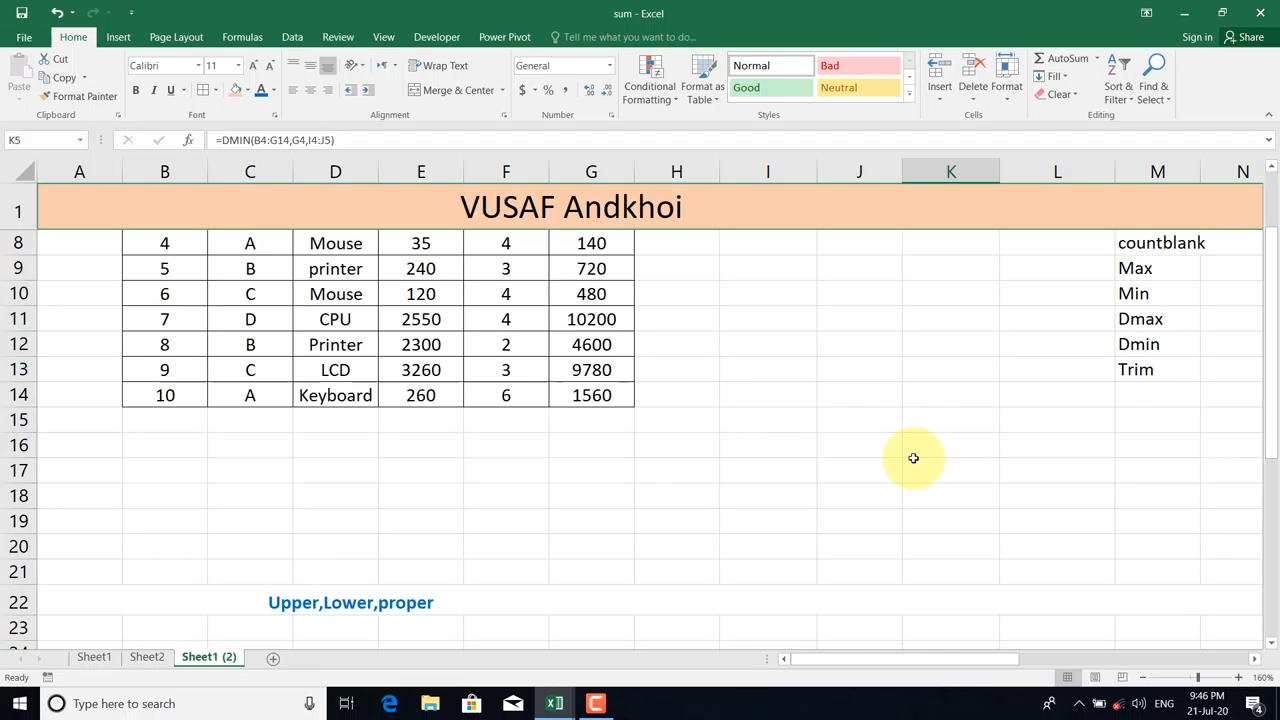 sum - Excel
File Home Insert Page Layout Formulas Data Review View Developer Power Pivot Tell me what you want to do... Sign in Share
Paste Cut Copy Format Painter Clipboard
Calibri 11 B I U Font
Wrap Text Merge & Center Alignment
General $ % , Number
Conditional Formatting Format as Table Normal Bad Good Neutral Styles
Insert Delete Format Cells
AutoSum Fill Clear Sort & Filter Find & Select Editing
K5 fx =DMIN(B4:G14,G4,I4:J5)
A B C D E F G H I J K L M N
1 VUSAF Andkhoi
8 4 A Mouse 35 4 140 countblank
9 5 B printer 240 3 720 Max
10 6 C Mouse 120 4 480 Min
11 7 D CPU 2550 4 10200 Dmax
12 8 B Printer 2300 2 4600 Dmin
13 9 C LCD 3260 3 9780 Trim
14 10 A Keyboard 260 6 1560
15
16
17
18
19
20
21
22 Upper,Lower,proper
23
Sheet1 Sheet2 Sheet1 (2)
Ready 160%
Type here to search ENG 9:46 PM 21-Jul-20 4